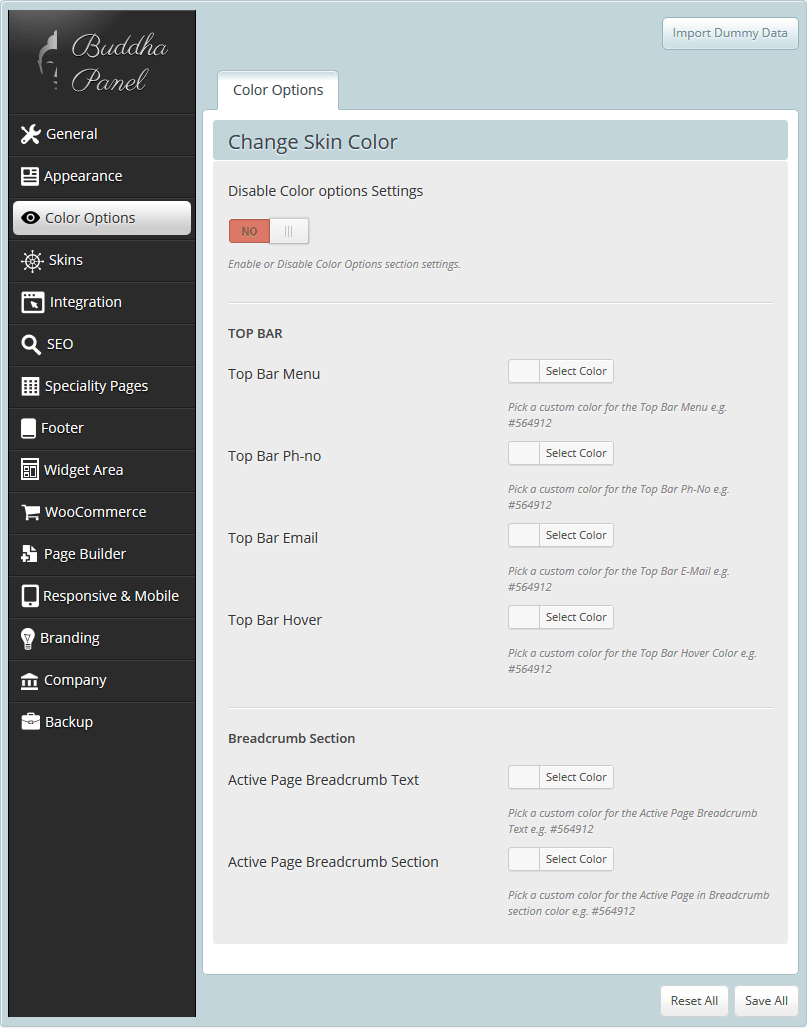 Buddha
Panel
Import Dummy Data
General
Appearance
Color Options
Skins
Integration
SEO
Speciality Pages
Footer
Widget Area
WooCommerce
Page Builder
Responsive & Mobile
Branding
Company
Backup
Color Options
Change Skin Color
Disable Color options Settings
NO
Enable or Disable Color Options section settings.
TOP BAR
Top Bar Menu
Select Color
Pick a custom color for the Top Bar Menu e.g.
#564912
Top Bar Ph-no
Select Color
Pick a custom color for the Top Bar Ph-No e.g.
#564912
Top Bar Email
Select Color
Pick a custom color for the Top Bar E-Mail e.g.
#564912
Top Bar Hover
Select Color
Pick a custom color for the Top Bar Hover Color e.g.
#564912
Breadcrumb Section
Active Page Breadcrumb Text
Select Color
Pick a custom color for the Active Page Breadcrumb
Text e.g. #564912
Active Page Breadcrumb Section
Select Color
Pick a custom color for the Active Page in Breadcrumb
section color e.g. #564912
Reset All
Save All